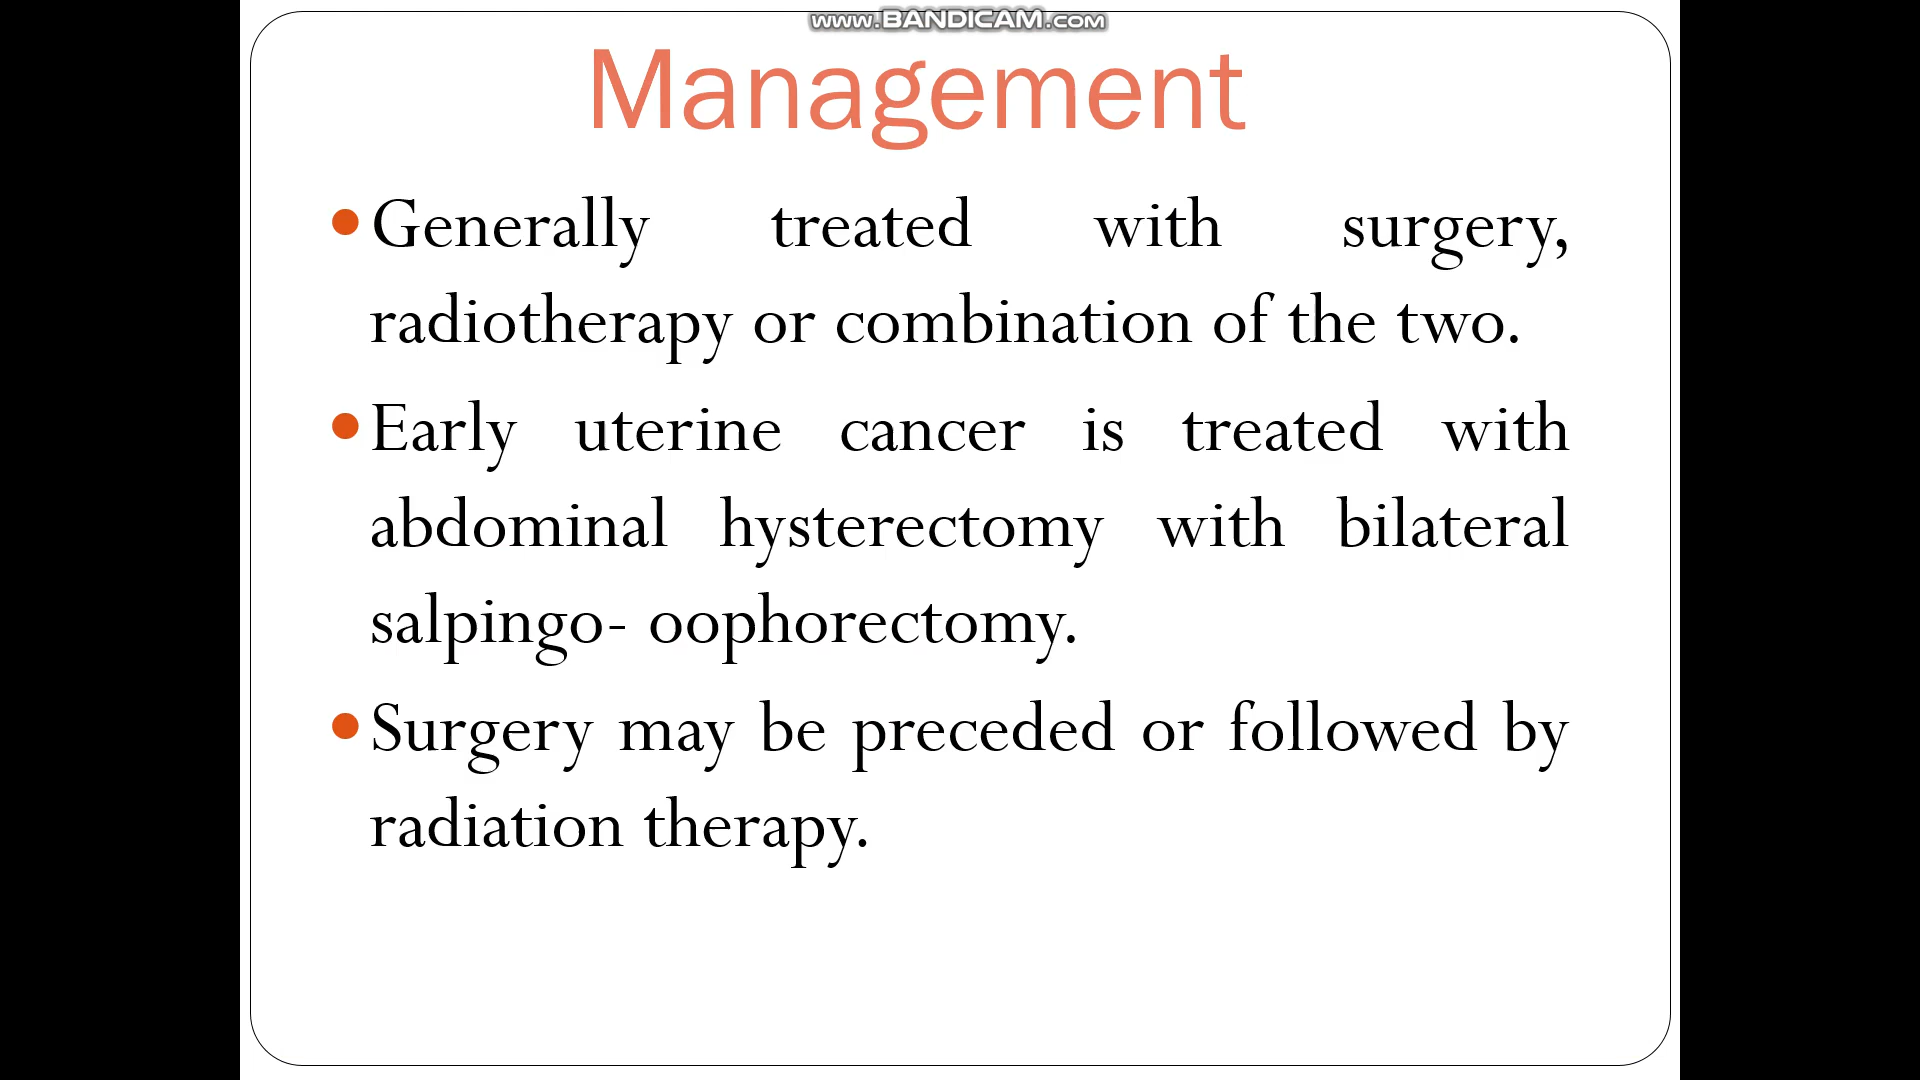 www.BANDICAM.com
Management
•Generally treated with surgery,
radiotherapy or combination of the two.
•Early uterine cancer is treated with
abdominal hysterectomy with bilateral
salpingo- oophorectomy.
•Surgery may be preceded or followed by
radiation therapy.